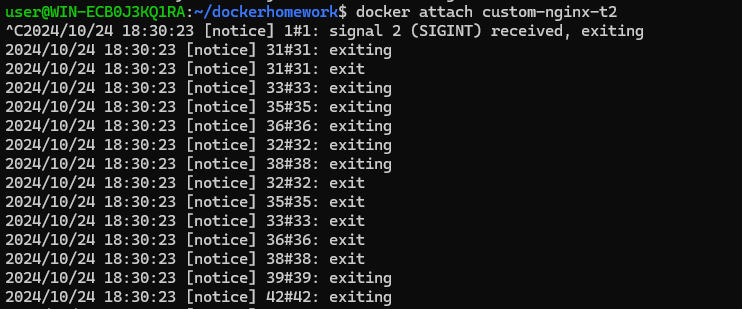 user@WIN-ECB0J3KQ1RA:~/dockerhomework$ docker attach custom-nginx-t2
^C2024/10/24 18:30:23 [notice] 1#1: signal 2 (SIGINT) received, exiting
2024/10/24 18:30:23 [notice] 31#31: exiting
2024/10/24 18:30:23 [notice] 31#31: exit
2024/10/24 18:30:23 [notice] 33#33: exiting
2024/10/24 18:30:23 [notice] 35#35: exiting
2024/10/24 18:30:23 [notice] 36#36: exiting
2024/10/24 18:30:23 [notice] 32#32: exiting
2024/10/24 18:30:23 [notice] 38#38: exiting
2024/10/24 18:30:23 [notice] 32#32: exit
2024/10/24 18:30:23 [notice] 35#35: exit
2024/10/24 18:30:23 [notice] 33#33: exit
2024/10/24 18:30:23 [notice] 36#36: exit
2024/10/24 18:30:23 [notice] 38#38: exit
2024/10/24 18:30:23 [notice] 39#39: exiting
2024/10/24 18:30:23 [notice] 42#42: exiting